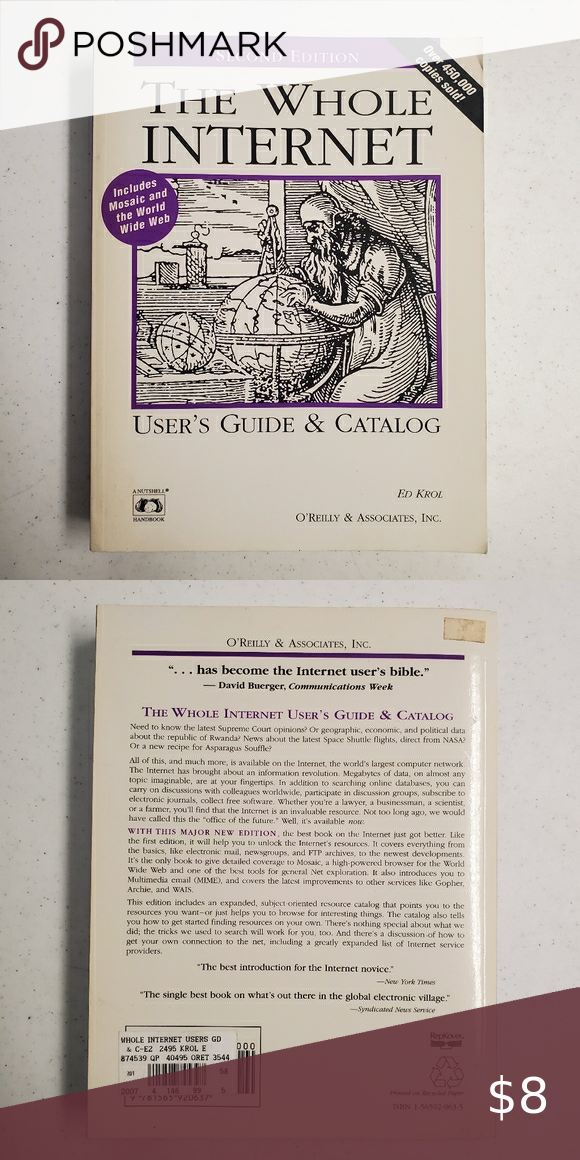 POSHMARK
SECOND EDITION
Over 450,000
copies sold!
THE WHOLE
INTERNET
Includes
Mosaic and
the World
Wide Web
USER'S GUIDE & CATALOG
A NUTSHELL®
HANDBOOK
ED KROL
O'REILLY & ASSOCIATES, INC.
O'REILLY & ASSOCIATES, INC.
". . . has become the Internet user's bible."
— David Buerger, Communications Week
THE WHOLE INTERNET USER'S GUIDE & CATALOG
Need to know the latest Supreme Court opinions? Or geographic, economic, and political data
about the republic of Rwanda? News about the latest Space Shuttle flights, direct from NASA?
Or a new recipe for Asparagus Souffle?
All of this, and much more, is available on the Internet, the world's largest computer network.
The Internet has brought about an information revolution. Megabytes of data, on almost any
topic imaginable, are at your fingertips. In addition to searching online databases, you can
carry on discussions with colleagues worldwide, participate in discussion groups, subscribe to
electronic journals, collect free software. Whether you're a lawyer, a businessman, a scientist,
or a farmer, you'll find that the Internet is an invaluable resource. Not too long ago, we would
have called this the "office of the future." Well, it's available now.
WITH THIS MAJOR NEW EDITION, the best book on the Internet just got better. Like
the first edition, it will help you to unlock the Internet's resources. It covers everything from
the basics, like electronic mail, newsgroups, and FTP archives, to the newest developments.
It's the only book to give detailed coverage to Mosaic, a high-powered browser for the World
Wide Web and one of the best tools for general Net exploration. It also introduces you to
Multimedia email (MIME), and covers the latest improvements to other services like Gopher,
Archie, and WAIS.
This edition includes an expanded, subject oriented resource catalog that points you to the
resources you want—or just helps you to browse for interesting things. The catalog also tells
you how to get started finding resources on your own. There's nothing special about what we
did; the tricks we used to search will work for you, too. And there's a discussion of how to
get your own connection to the net, including a greatly expanded list of Internet service
providers.
"The best introduction for the Internet novice."
—New York Times
"The single best book on what's out there in the global electronic village."
—Syndicated News Service
WHOLE INTERNET USERS GD
& C-E2 2495 KROL E
874539 QP 40495 ORET 3544
RepKover
Printed on Recycled Paper
$8